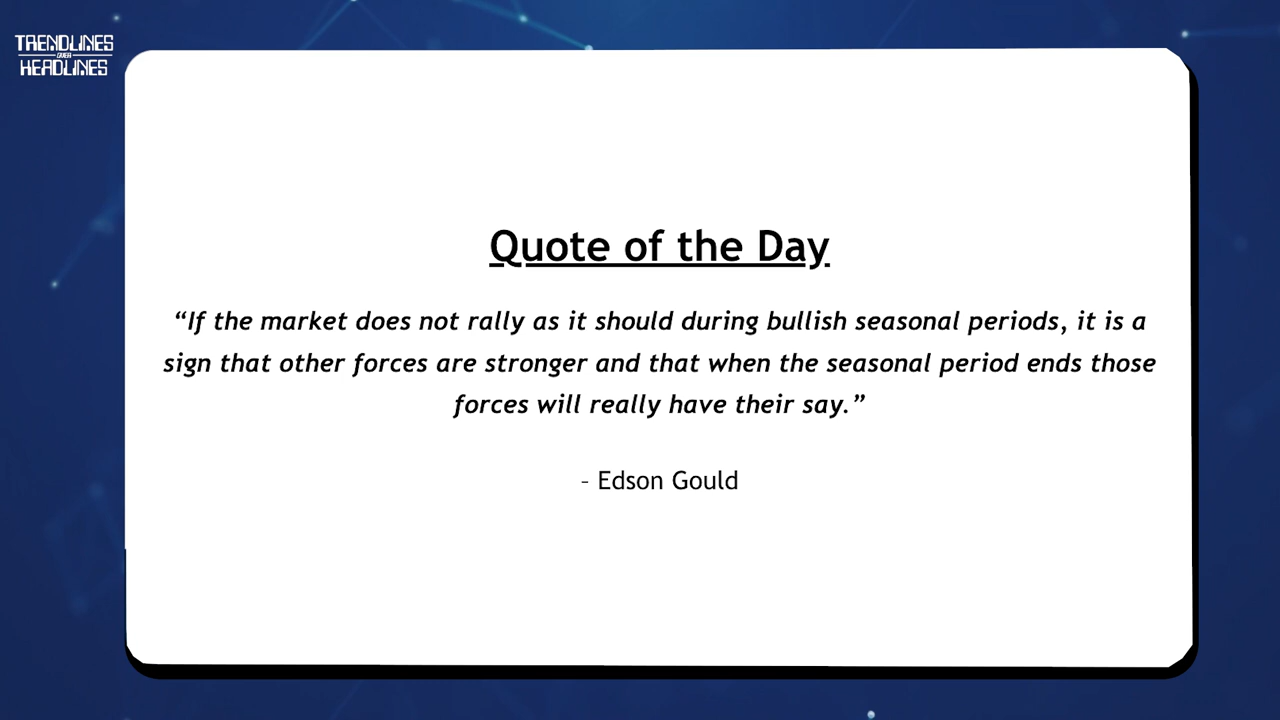 TRENDLINES
OVER
HEADLINES
Quote of the Day
“If the market does not rally as it should during bullish seasonal periods, it is a
sign that other forces are stronger and that when the seasonal period ends those
forces will really have their say.”
– Edson Gould